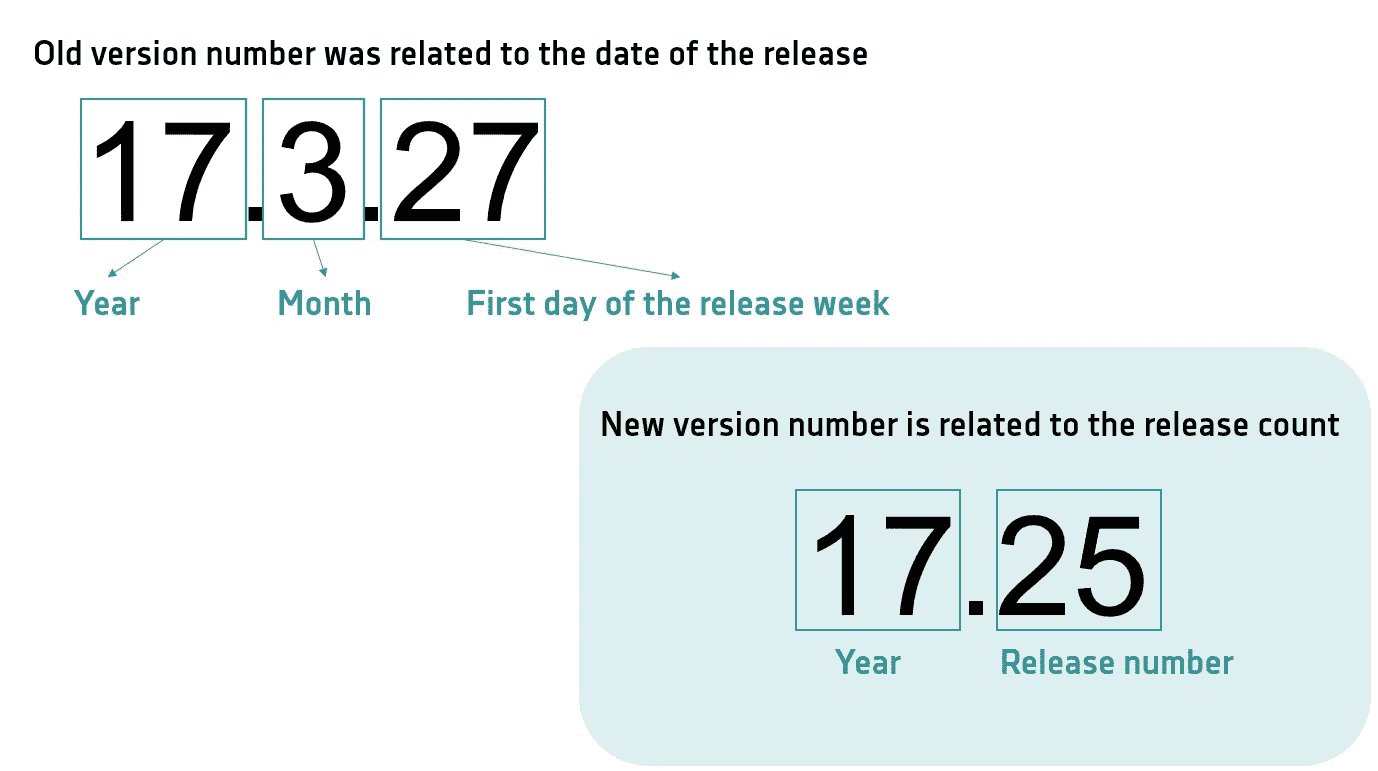 Old version number was related to the date of the release
17.3.27
Year Month First day of the release week
New version number is related to the release count
17.25
Year Release number